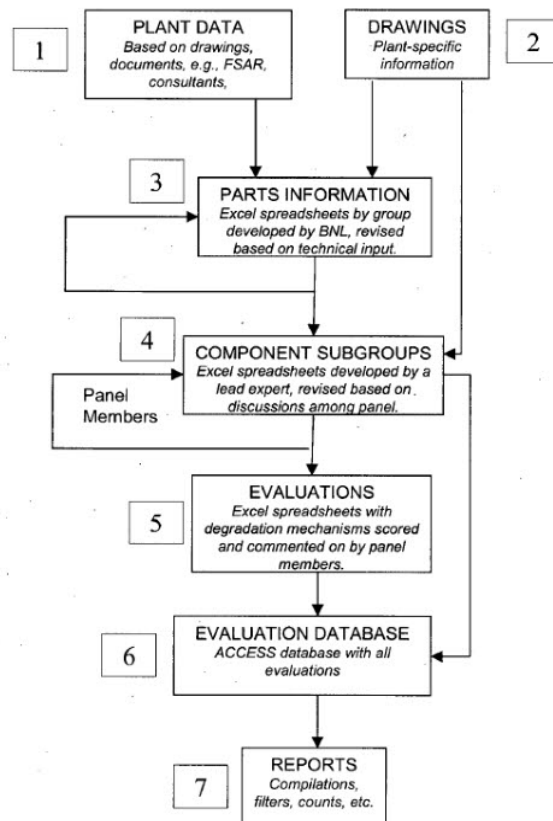 1
PLANT DATA
Based on drawings,
documents, e.g., FSAR,
consultants,
DRAWINGS
Plant-specific
information
2
3
PARTS INFORMATION
Excel spreadsheets by group
developed by BNL, revised
based on technical input.
4
COMPONENT SUBGROUPS
Excel spreadsheets developed by a
lead expert, revised based on
discussions among panel.
Panel
Members
5
EVALUATIONS
Excel spreadsheets with
degradation mechanisms scored
and commented on by panel
members.
6
EVALUATION DATABASE
ACCESS database with all
evaluations
7
REPORTS
Compilations,
filters, counts, etc.